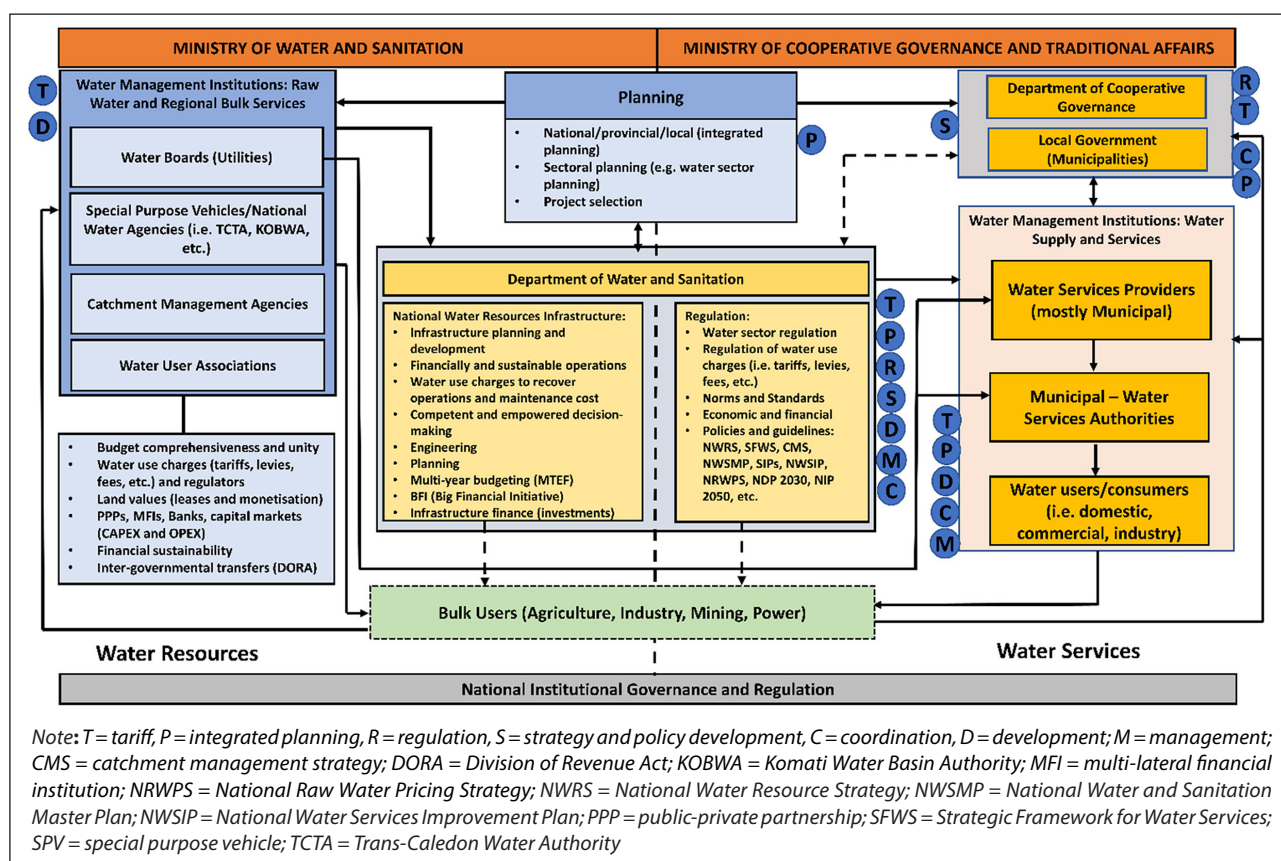 MINISTRY OF WATER AND SANITATION
MINISTRY OF COOPERATIVE GOVERNANCE AND TRADITIONAL AFFAIRS
T
D
Water Management Institutions: Raw
Water and Regional Bulk Services
Water Boards (Utilities)
Special Purpose Vehicles/National
Water Agencies (i.e. TCTA, KOBWA,
etc.)
Catchment Management Agencies
Water User Associations
• Budget comprehensiveness and unity
• Water use charges (tariffs, levies,
fees, etc.) and regulators
• Land values (leases and monetisation)
• PPPs, MFIs, Banks, capital markets
(CAPEX and OPEX)
• Financial sustainability
• Inter-governmental transfers (DORA)
Planning
• National/provincial/local (integrated
planning)
• Sectoral planning (e.g. water sector
planning)
• Project selection
P
Department of Water and Sanitation
National Water Resources Infrastructure:
• Infrastructure planning and
development
• Financially and sustainable operations
• Water use charges to recover
operations and maintenance cost
• Competent and empowered decision-
making
• Engineering
• Planning
• Multi-year budgeting (MTEF)
• BFI (Big Financial Initiative)
• Infrastructure finance (investments)
Regulation:
• Water sector regulation
• Regulation of water use
charges (i.e. tariffs, levies,
fees, etc.)
• Norms and Standards
• Economic and financial
• Policies and guidelines:
NWRS, SFWS, CMS,
NWSMP, SIPs, NWSIP,
NRWPS, NDP 2030, NIP
2050, etc.
T
P
R
S
D
M
C
S
Department of Cooperative
Governance
Local Government
(Municipalities)
R
T
C
P
Water Management Institutions: Water
Supply and Services
Water Services Providers
(mostly Municipal)
Municipal – Water
Services Authorities
Water users/consumers
(i.e. domestic,
commercial, industry)
T
P
D
C
M
Bulk Users (Agriculture, Industry, Mining, Power)
Water Resources
Water Services
National Institutional Governance and Regulation
Note: T = tariff, P = integrated planning, R = regulation, S = strategy and policy development, C = coordination, D = development; M = management;
CMS = catchment management strategy; DORA = Division of Revenue Act; KOBWA = Komati Water Basin Authority; MFI = multi-lateral financial
institution; NRWPS = National Raw Water Pricing Strategy; NWRS = National Water Resource Strategy; NWSMP = National Water and Sanitation
Master Plan; NWSIP = National Water Services Improvement Plan; PPP = public-private partnership; SFWS = Strategic Framework for Water Services;
SPV = special purpose vehicle; TCTA = Trans-Caledon Water Authority